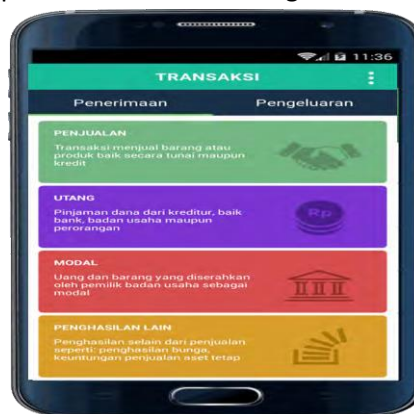 11:36
TRANSAKSI
Penerimaan Pengeluaran
PENJUALAN
Transaksi menjual barang atau
produk baik secara tunai maupun
kredit
UTANG
Pinjaman dana dari kreditur, baik
bank, badan usaha maupun
perorangan
Rp
MODAL
Uang dan barang yang diserahkan
oleh pemilik badan usaha sebagai
modal
PENGHASILAN LAIN
Penghasilan selain dari penjualan
seperti: penghasilan bunga,
keuntungan penjualan aset tetap